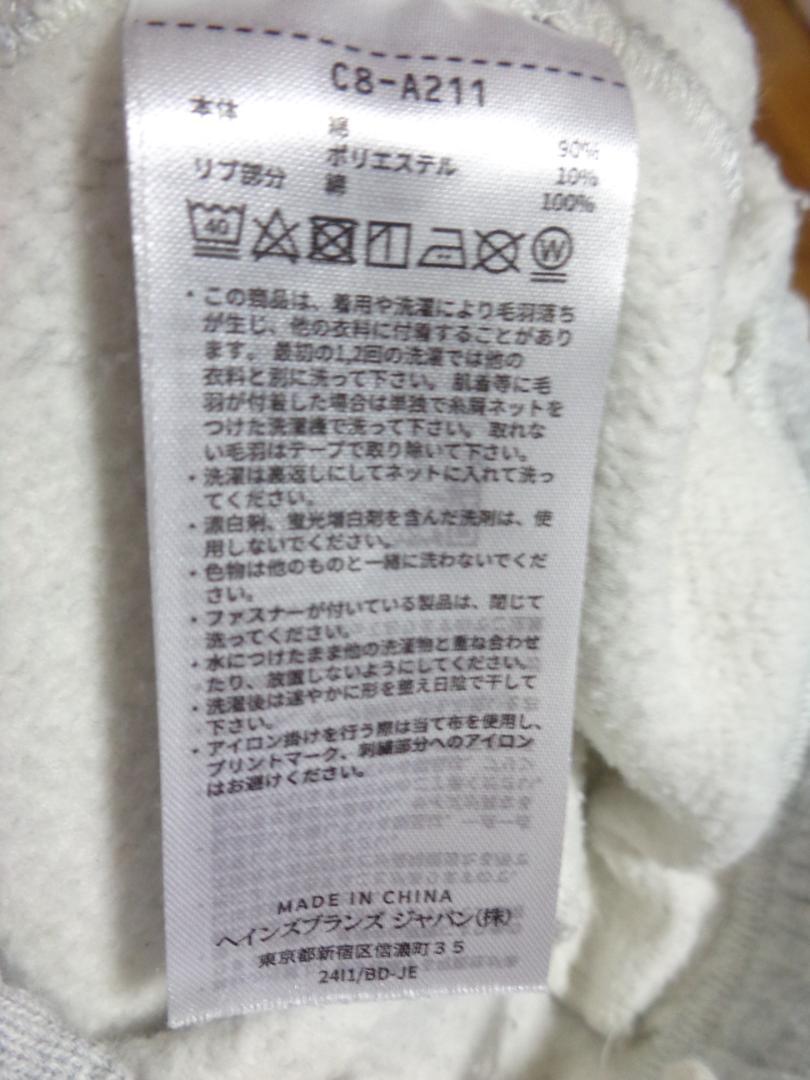 C8-A211
本体 綿 90%
ポリエステル 10%
リブ部分 綿 100%
40
W
・この商品は、着用や洗濯により毛羽落ち
が生じ、他の衣料に付着することがあり
ます。最初の1,2回の洗濯では他の
衣料と別に洗って下さい。肌着等に毛
羽が付着した場合は単独で糸屑ネットを
つけた洗濯機で洗って下さい。取れな
い毛羽はテープで取り除いて下さい。
・洗濯は裏返しにしてネットに入れて洗っ
てください。
・漂白剤、蛍光増白剤を含んだ洗剤は、使
用しないでください。
・色物は他のものと一緒に洗わないでくだ
さい。
・ファスナーが付いている製品は、閉じて
洗ってください。
・水につけたまま他の洗濯物と重ね合わせ
たり、放置しないようにしてください。
・洗濯後は速やかに形を整え日陰で干して
下さい。
・アイロン掛けを行う際は当て布を使用し、
プリントマーク、刺繍部分へのアイロン
はお避けください。
MADE IN CHINA
ヘインズブランズ ジャパン(株)
東京都新宿区信濃町35
24I1/BD-JE